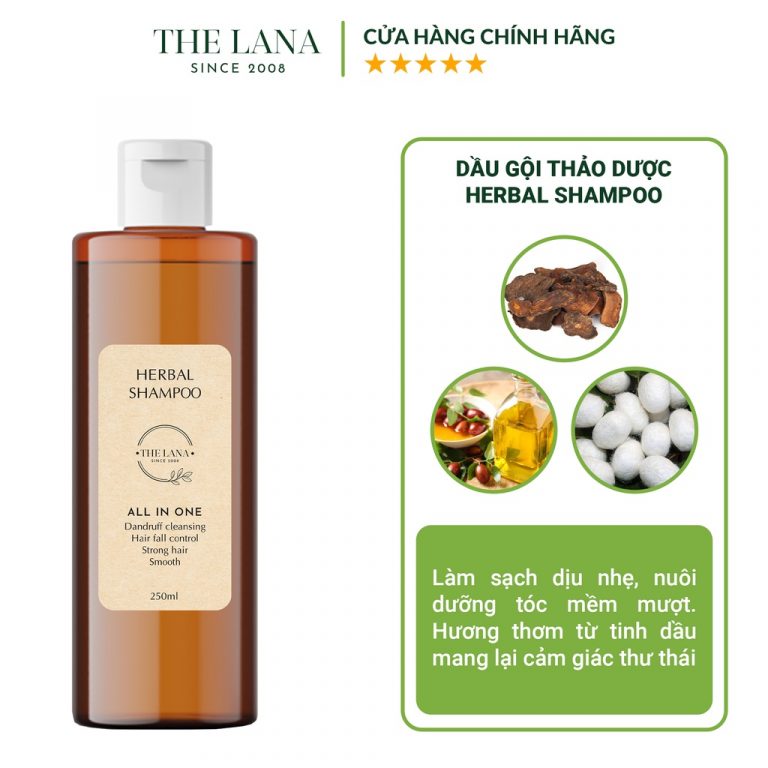 THE LANA
SINCE 2008
CỬA HÀNG CHÍNH HÃNG
HERBAL
SHAMPOO
• THE LANA •
SINCE 2008
ALL IN ONE
Dandruff cleansing
Hair fall control
Strong hair
Smooth
250ml
DẦU GỘI THẢO DƯỢC
HERBAL SHAMPOO
Làm sạch dịu nhẹ, nuôi
dưỡng tóc mềm mượt.
Hương thơm từ tinh dầu
mang lại cảm giác thư thái